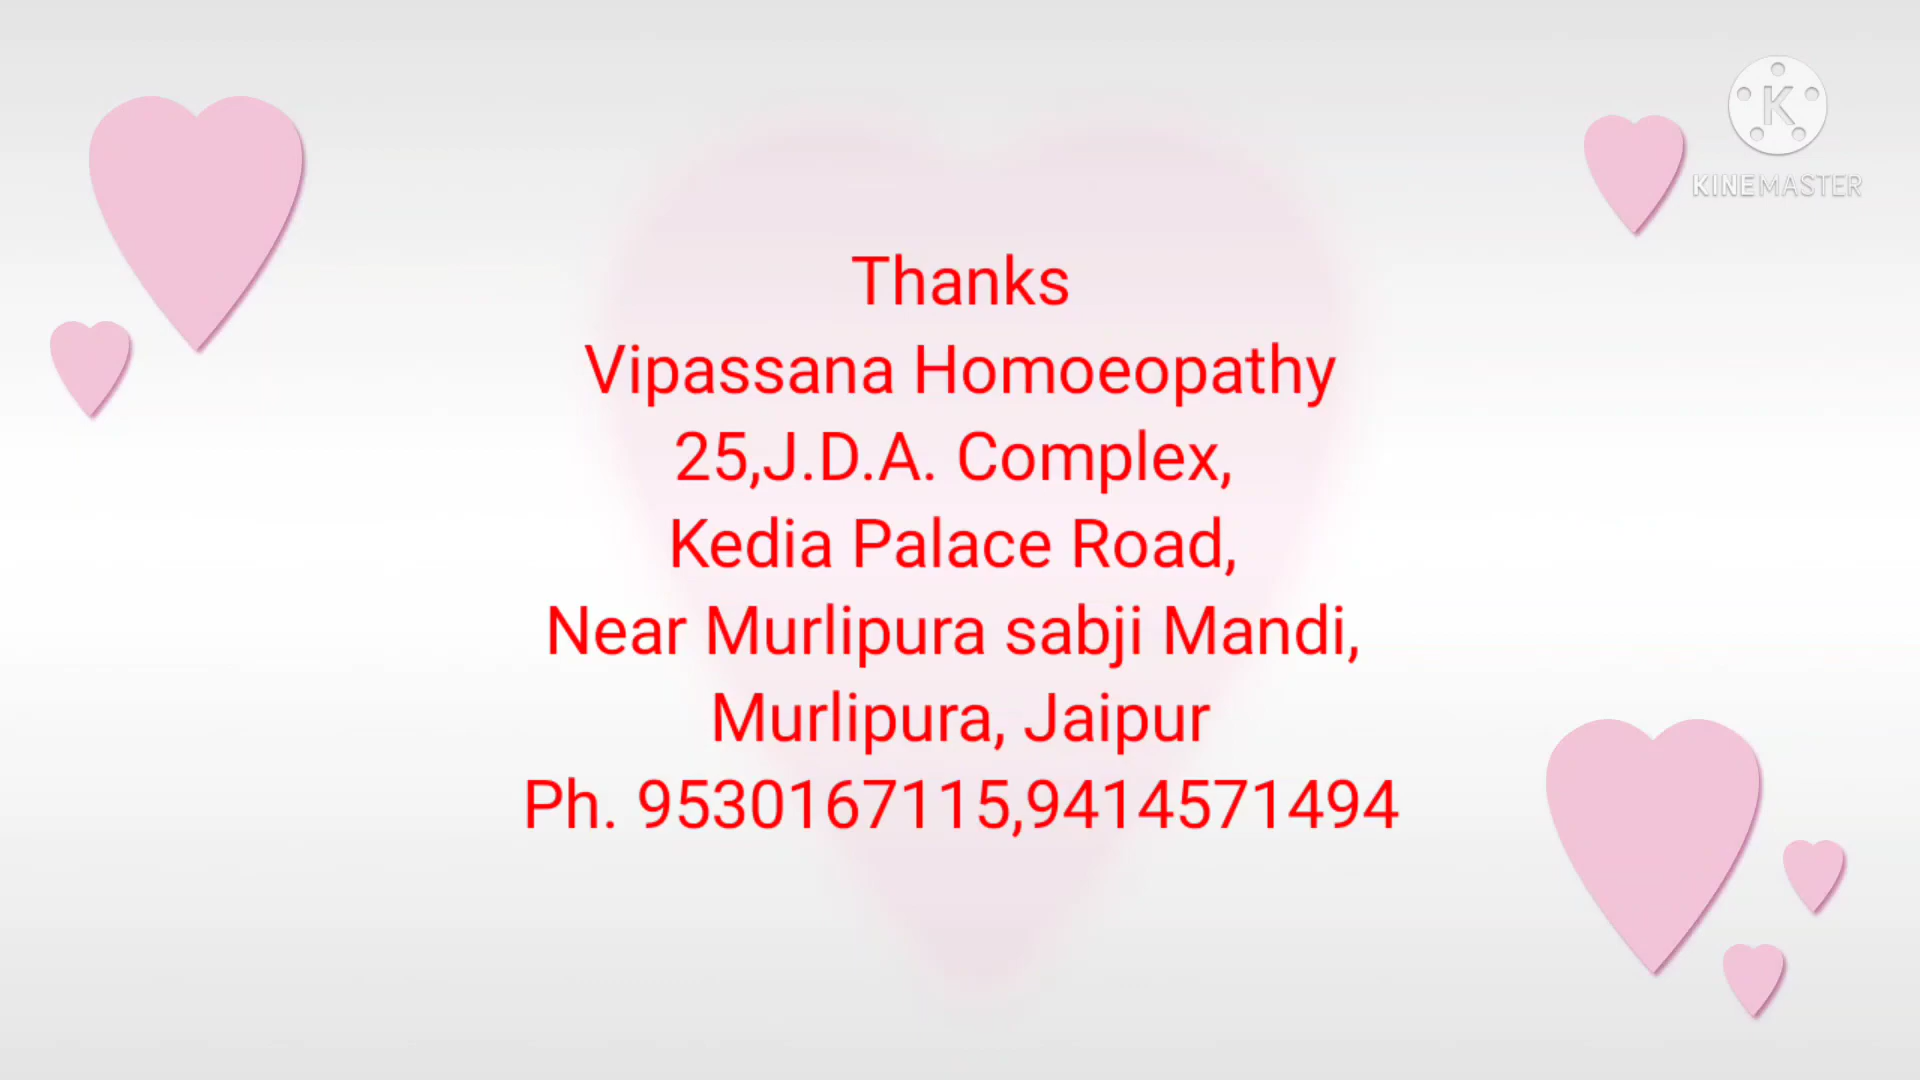 K
KINEMASTER
Thanks
Vipassana Homoeopathy
25,J.D.A. Complex,
Kedia Palace Road,
Near Murlipura sabji Mandi,
Murlipura, Jaipur
Ph. 9530167115,9414571494